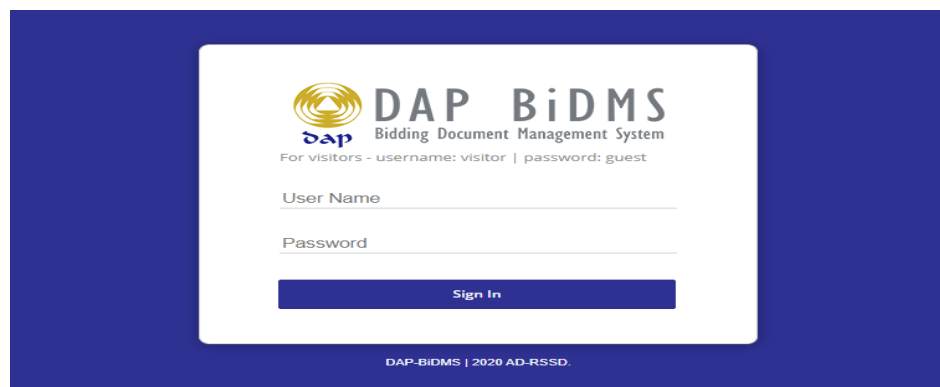 DAP BiDMS
dap
Bidding Document Management System
For visitors - username: visitor | password: guest
User Name
Password
Sign In
DAP-BiDMS | 2020 AD-RSSD.